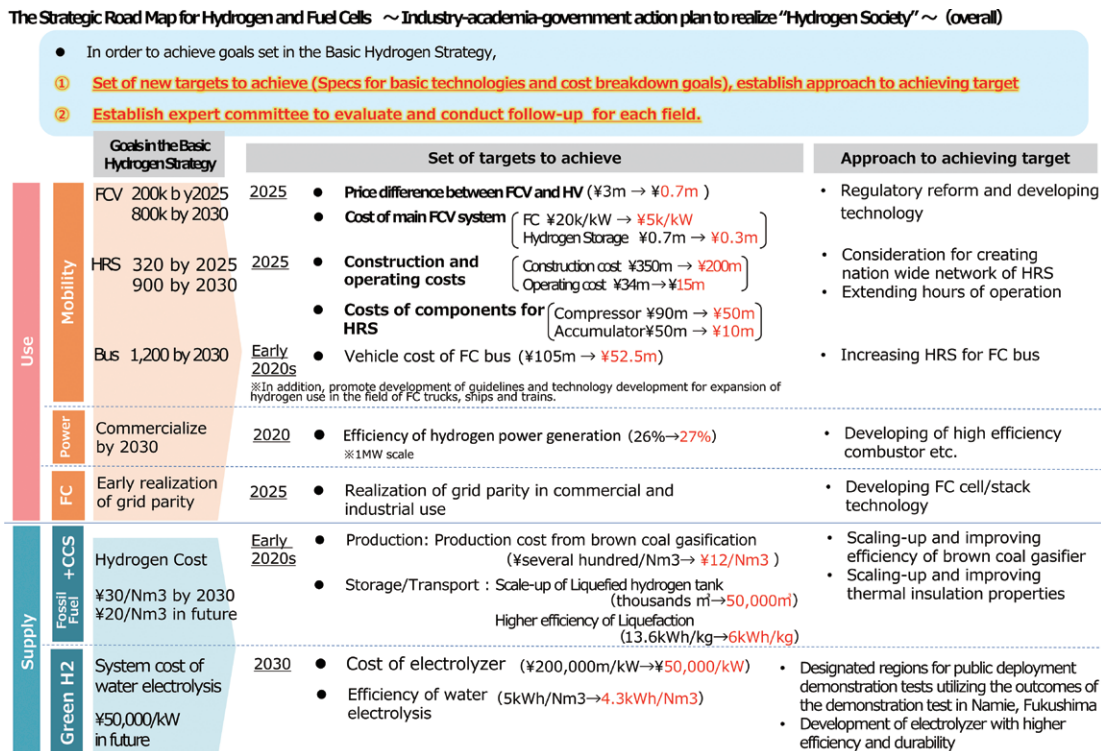 The Strategic Road Map for Hydrogen and Fuel Cells ～ Industry-academia-government action plan to realize “Hydrogen Society” ～（overall）
● In order to achieve goals set in the Basic Hydrogen Strategy,
① Set of new targets to achieve (Specs for basic technologies and cost breakdown goals), establish approach to achieving target
② Establish expert committee to evaluate and conduct follow-up for each field.
Goals in the Basic
Hydrogen Strategy
Set of targets to achieve
Approach to achieving target
Use
Mobility
FCV 200k b y2025
800k by 2030
2025
● Price difference between FCV and HV (¥3m → ¥0.7m )
● Cost of main FCV system
FC ¥20k/kW → ¥5k/kW
Hydrogen Storage ¥0.7m → ¥0.3m
• Regulatory reform and developing
technology
HRS 320 by 2025
900 by 2030
2025
● Construction and
operating costs
Construction cost ¥350m → ¥200m
Operating cost ¥34m→¥15m
● Costs of components for
HRS
Compressor ¥90m → ¥50m
Accumulator¥50m → ¥10m
• Consideration for creating
nation wide network of HRS
• Extending hours of operation
Bus 1,200 by 2030
Early
2020s
● Vehicle cost of FC bus (¥105m → ¥52.5m)
※In addition, promote development of guidelines and technology development for expansion of
hydrogen use in the field of FC trucks, ships and trains.
• Increasing HRS for FC bus
Power
Commercialize
by 2030
2020
● Efficiency of hydrogen power generation (26%→27%)
※1MW scale
• Developing of high efficiency
combustor etc.
FC
Early realization
of grid parity
2025
● Realization of grid parity in commercial and
industrial use
• Developing FC cell/stack
technology
Supply
Fossil
Fuel
+CCS
Hydrogen Cost
¥30/Nm3 by 2030
¥20/Nm3 in future
Early
2020s
● Production: Production cost from brown coal gasification
(¥several hundred/Nm3→ ¥12/Nm3 )
● Storage/Transport : Scale-up of Liquefied hydrogen tank
(thousands ㎥→50,000㎥)
Higher efficiency of Liquefaction
(13.6kWh/kg→6kWh/kg)
• Scaling-up and improving
efficiency of brown coal gasifier
• Scaling-up and improving
thermal insulation properties
Green H2
System cost of
water electrolysis
¥50,000/kW
in future
2030
● Cost of electrolyzer (¥200,000m/kW→¥50,000/kW)
● Efficiency of water
electrolysis
(5kWh/Nm3→4.3kWh/Nm3)
• Designated regions for public deployment
demonstration tests utilizing the outcomes of
the demonstration test in Namie, Fukushima
• Development of electrolyzer with higher
efficiency and durability